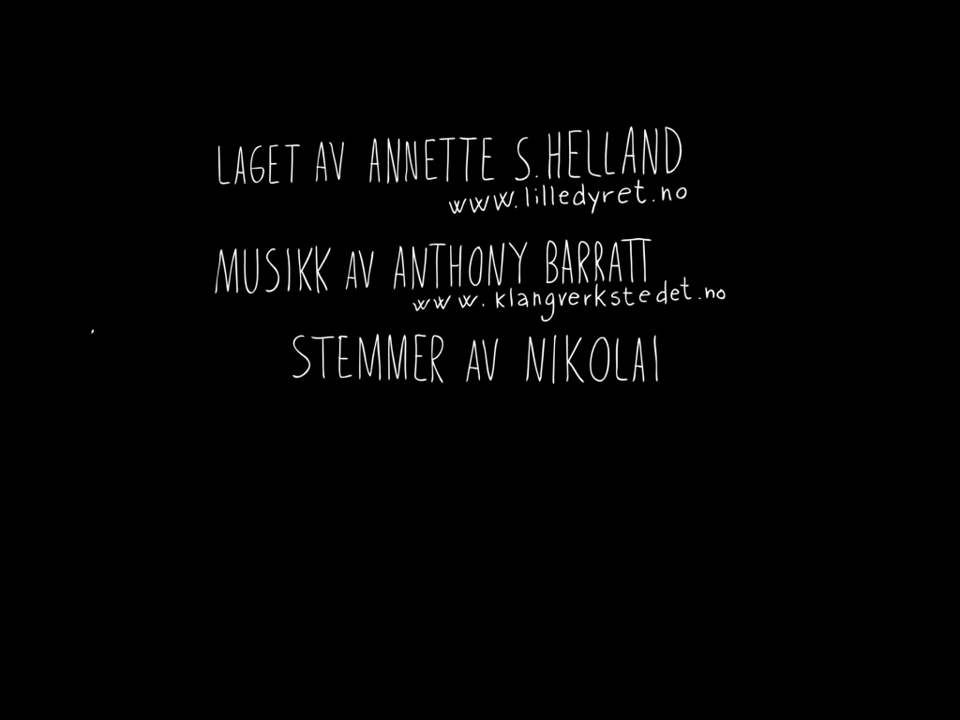 LAGET AV ANNETTE S. HELLAND
www.lilledyret.no
MUSIKK AV ANTHONY BARRATT
www.klangverkstedet.no
STEMMER AV NIKOLAI